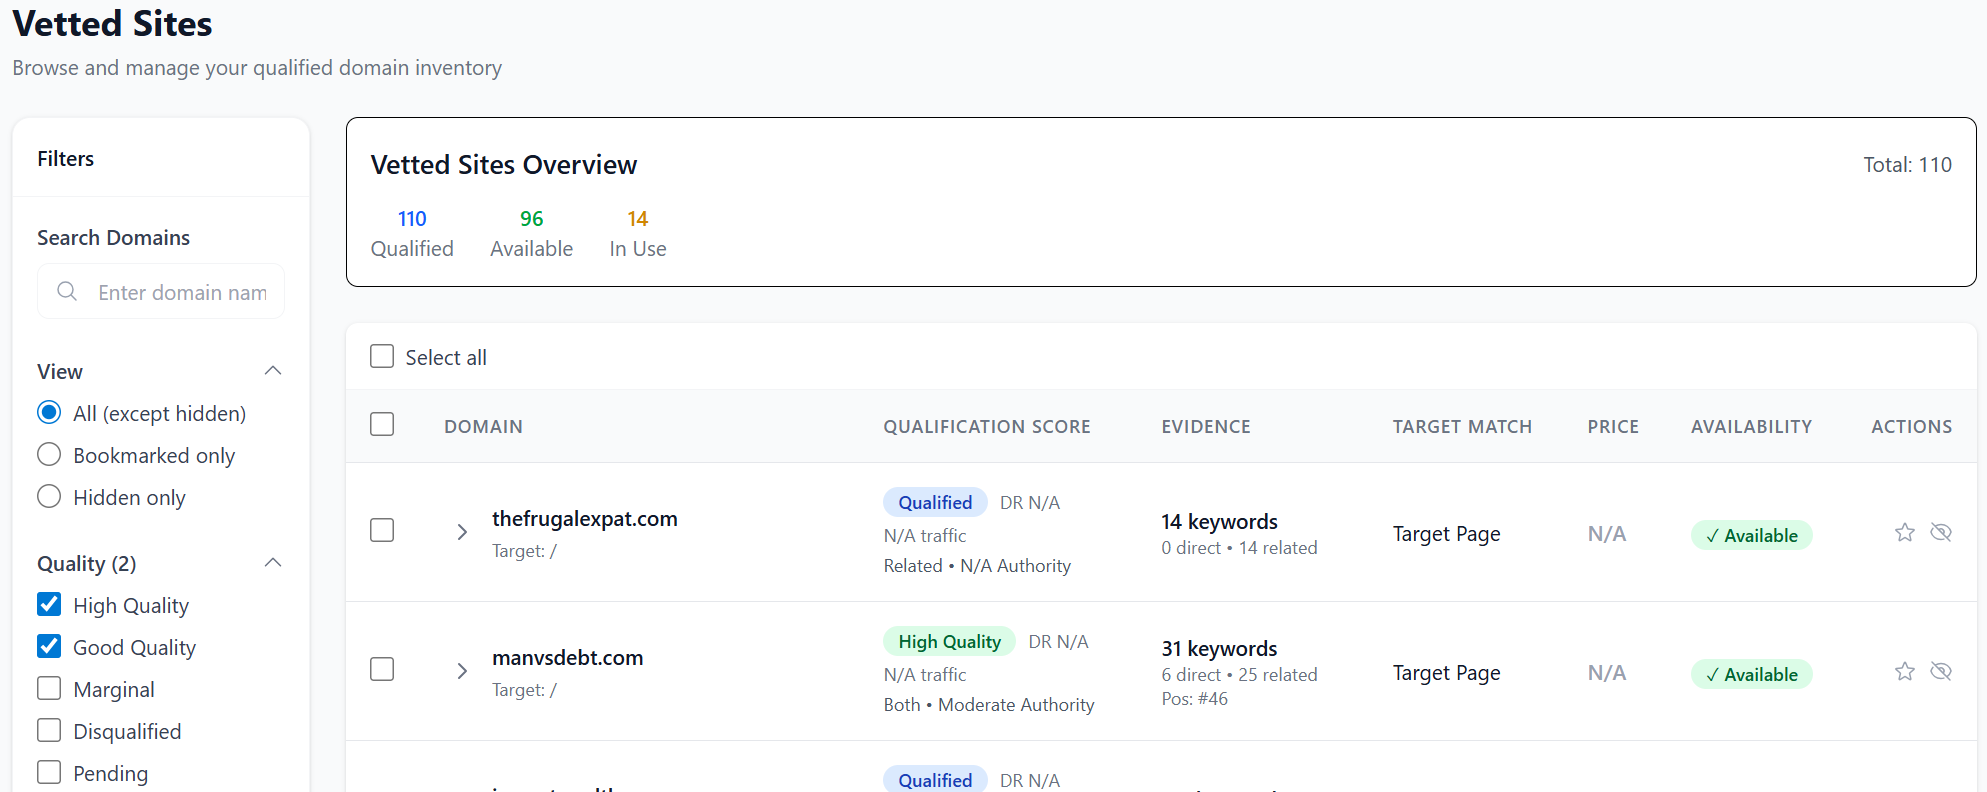 Vetted Sites
Browse and manage your qualified domain inventory
Filters
Search Domains
Enter domain nam
View
All (except hidden)
Bookmarked only
Hidden only
Quality (2)
High Quality
Good Quality
Marginal
Disqualified
Pending
Vetted Sites Overview
Total: 110
110
Qualified
96
Available
14
In Use
Select all
DOMAIN QUALIFICATION SCORE EVIDENCE TARGET MATCH PRICE AVAILABILITY ACTIONS
thefrugalexpat.com
Target: /
Qualified DR N/A
N/A traffic
Related • N/A Authority
14 keywords
0 direct • 14 related
Target Page
N/A
✓ Available
manvsdebt.com
Target: /
High Quality DR N/A
N/A traffic
Both • Moderate Authority
31 keywords
6 direct • 25 related
Pos: #46
Target Page
N/A
✓ Available
Qualified DR N/A